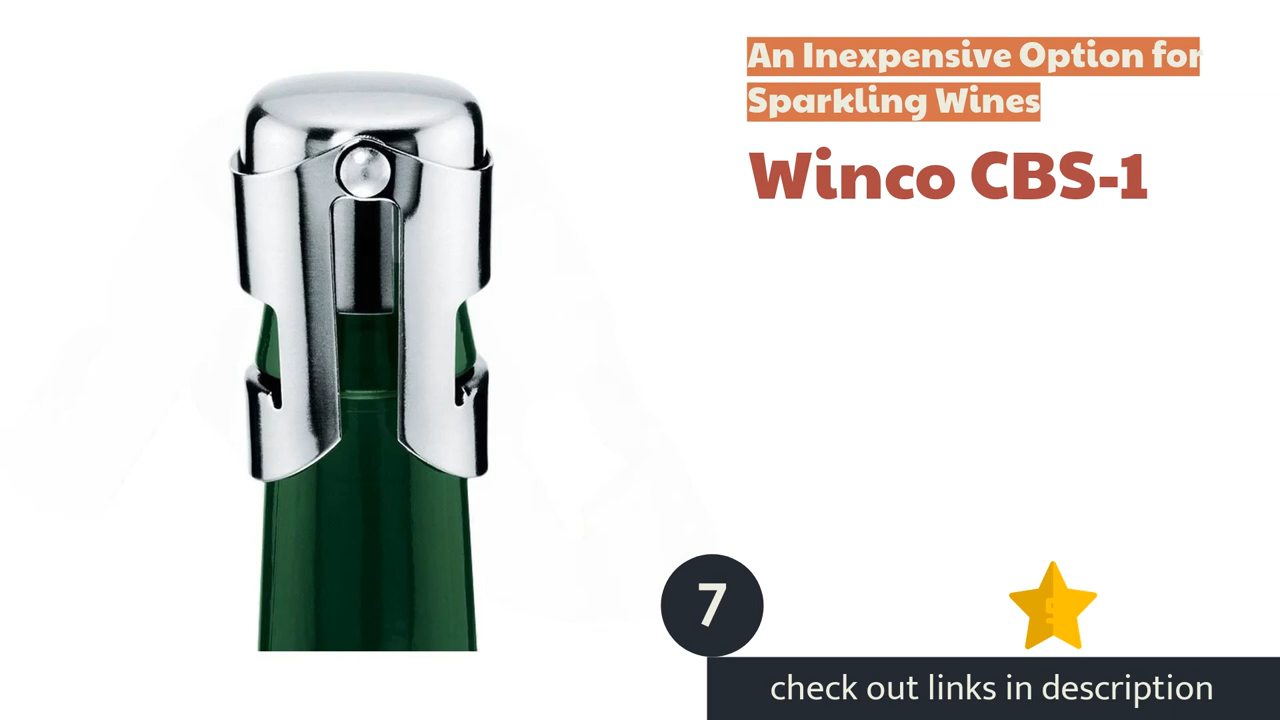 An Inexpensive Option for
Sparkling Wines
Winco CBS-1
7
check out links in description